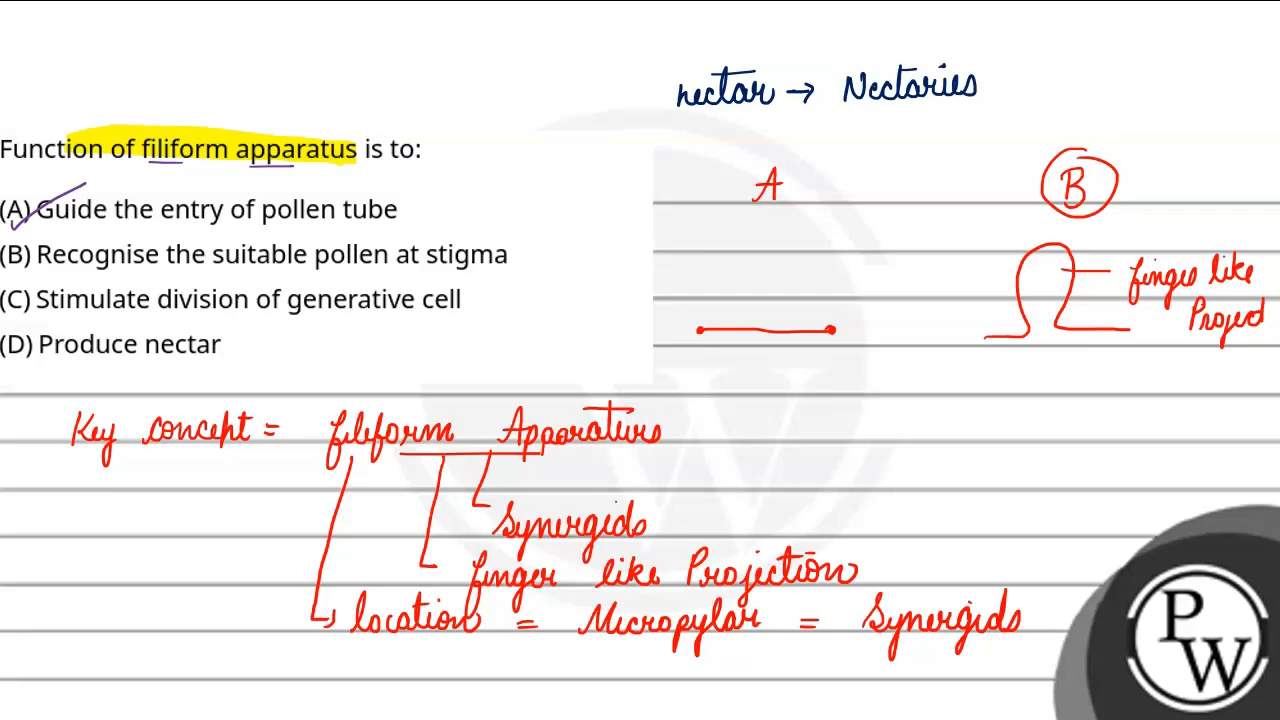 nectar → Nectaries
Function of filiform apparatus is to:
(A) Guide the entry of pollen tube
(B) Recognise the suitable pollen at stigma
(C) Stimulate division of generative cell
(D) Produce nectar
A
B
finger like
Project
Key concept = filiform Apparatus
Synergids
finger like Projection
location = Micropylar = Synergids
P
W